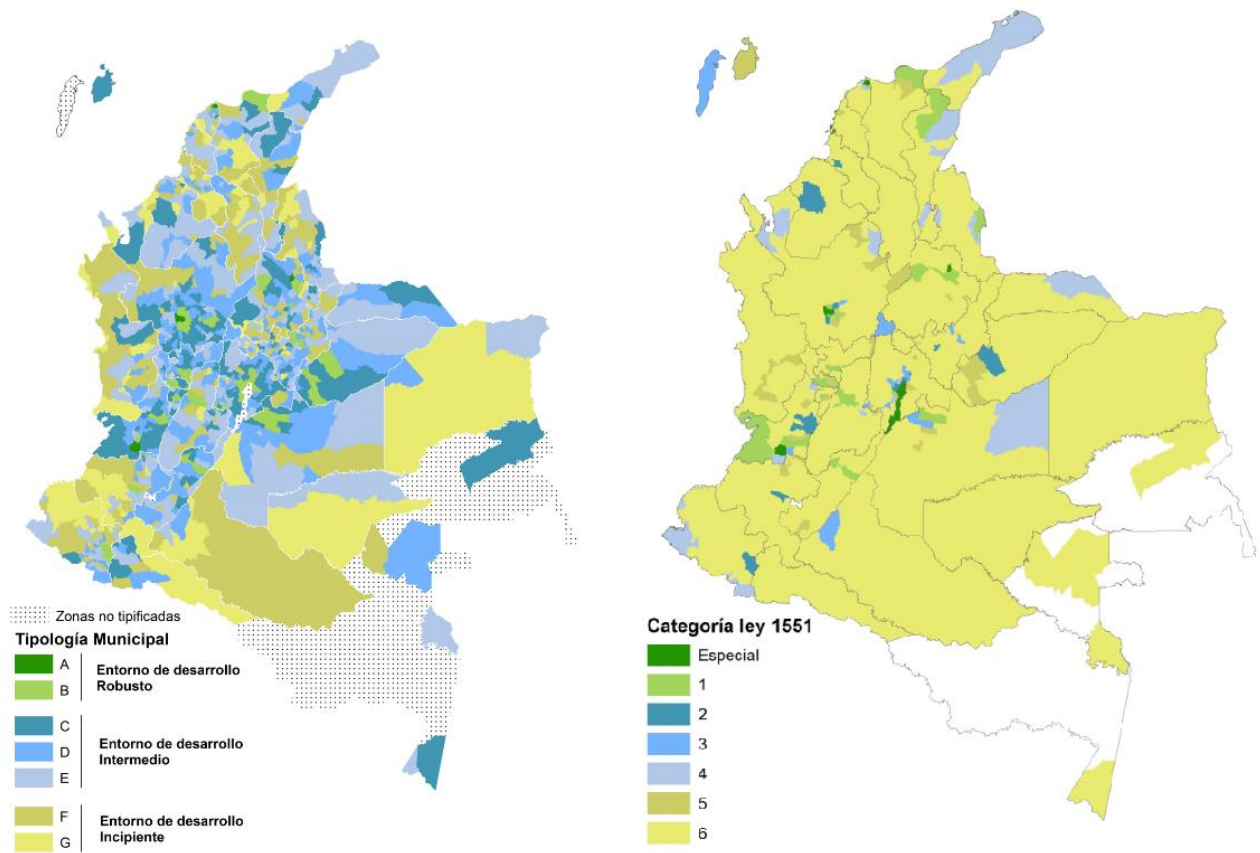 Zonas no tipificadas
Tipología Municipal
A
B
Entorno de desarrollo
Robusto
C
D
E
Entorno de desarrollo
Intermedio
F
G
Entorno de desarrollo
Incipiente
Categoría ley 1551
Especial
1
2
3
4
5
6